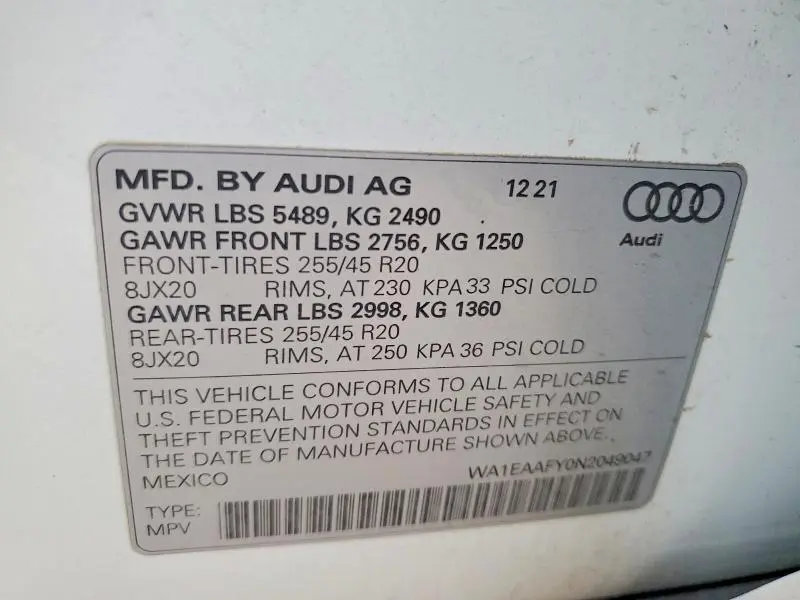 MFD. BY AUDI AG 12 21
Audi
GVWR LBS 5489, KG 2490
GAWR FRONT LBS 2756, KG 1250
FRONT-TIRES 255/45 R20
8JX20 RIMS, AT 230 KPA 33 PSI COLD
GAWR REAR LBS 2998, KG 1360
REAR-TIRES 255/45 R20
8JX20 RIMS, AT 250 KPA 36 PSI COLD
THIS VEHICLE CONFORMS TO ALL APPLICABLE
U.S. FEDERAL MOTOR VEHICLE SAFETY AND
THEFT PREVENTION STANDARDS IN EFFECT ON
THE DATE OF MANUFACTURE SHOWN ABOVE.
MEXICO WA1EAAFY0N2049047
TYPE:
MPV